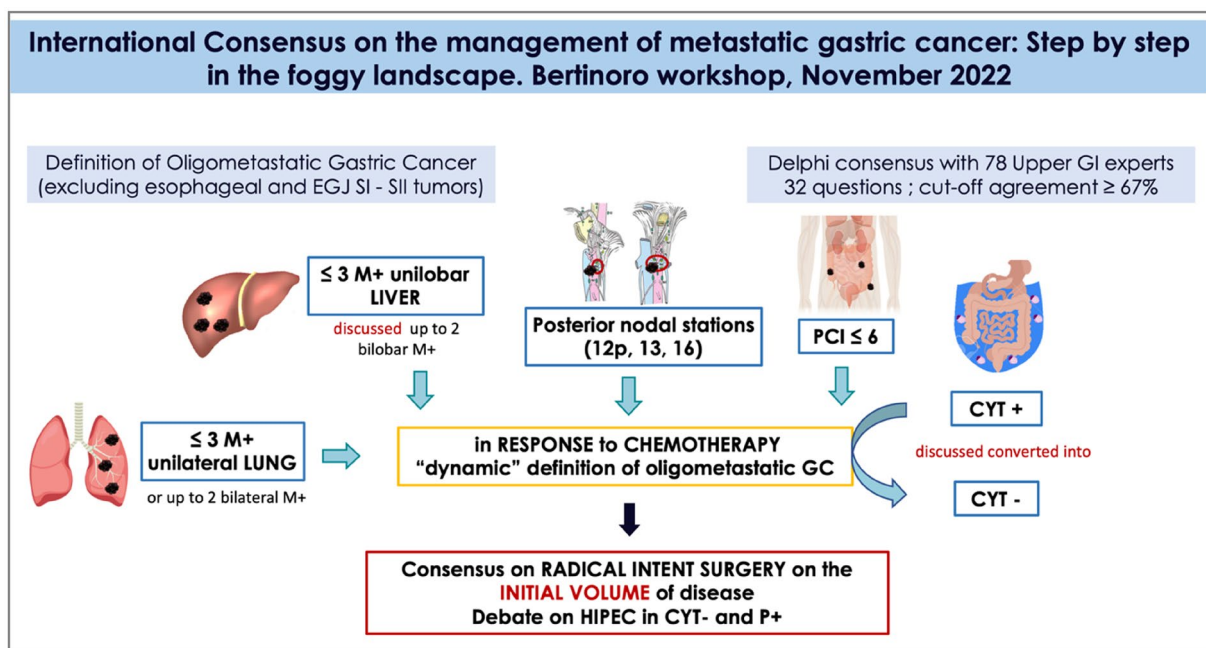 International Consensus on the management of metastatic gastric cancer: Step by step
in the foggy landscape. Bertinoro workshop, November 2022
Definition of Oligometastatic Gastric Cancer
(excluding esophageal and EGJ SI - SII tumors)
Delphi consensus with 78 Upper GI experts
32 questions ; cut-off agreement ≥ 67%
≤ 3 M+ unilobar
LIVER
discussed up to 2
bilobar M+
Posterior nodal stations
(12p, 13, 16)
PCI ≤ 6
≤ 3 M+
unilateral LUNG
or up to 2 bilateral M+
in RESPONSE to CHEMOTHERAPY
“dynamic” definition of oligometastatic GC
CYT +
discussed converted into
CYT -
Consensus on RADICAL INTENT SURGERY on the
INITIAL VOLUME of disease
Debate on HIPEC in CYT- and P+